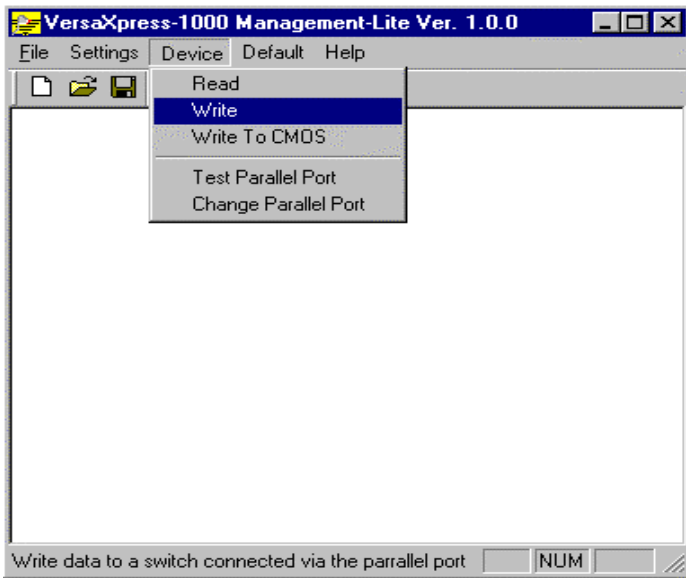 VersaXpress-1000 Management-Lite Ver. 1.0.0
File Settings Device Default Help
Read
Write
Write To CMOS
Test Parallel Port
Change Parallel Port
Write data to a switch connected via the parrallel port NUM